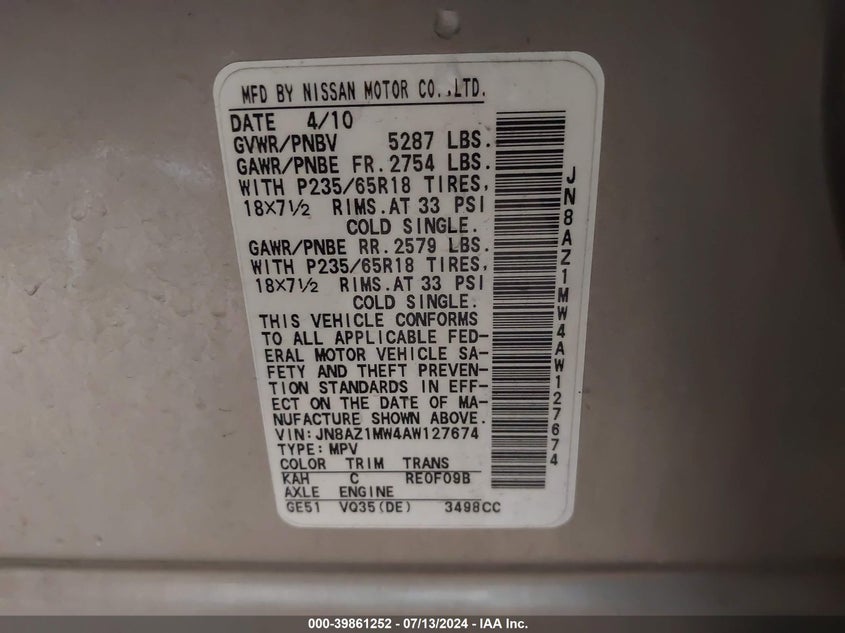 MFD BY NISSAN MOTOR CO.,LTD.
DATE 4/10
GVWR/PNBV 5287 LBS.
GAWR/PNBE FR. 2754 LBS.
WITH P235/65R18 TIRES,
18×7½ RIMS. AT 33 PSI
COLD SINGLE.
GAWR/PNBE RR. 2579 LBS.
WITH P235/65R18 TIRES,
18×7½ RIMS. AT 33 PSI
COLD SINGLE.
THIS VEHICLE CONFORMS
TO ALL APPLICABLE FED-
ERAL MOTOR VEHICLE SA-
FETY AND THEFT PREVEN-
TION STANDARDS IN EFF-
ECT ON THE DATE OF MA-
NUFACTURE SHOWN ABOVE.
VIN: JN8AZ1MW4AW127674
TYPE: MPV
COLOR TRIM TRANS
KAH C RE0F09B
AXLE ENGINE
GE51 VQ35(DE) 3498CC
JN8AZ1MW4AW127674
000-39861252 - 07/13/2024 - IAA Inc.